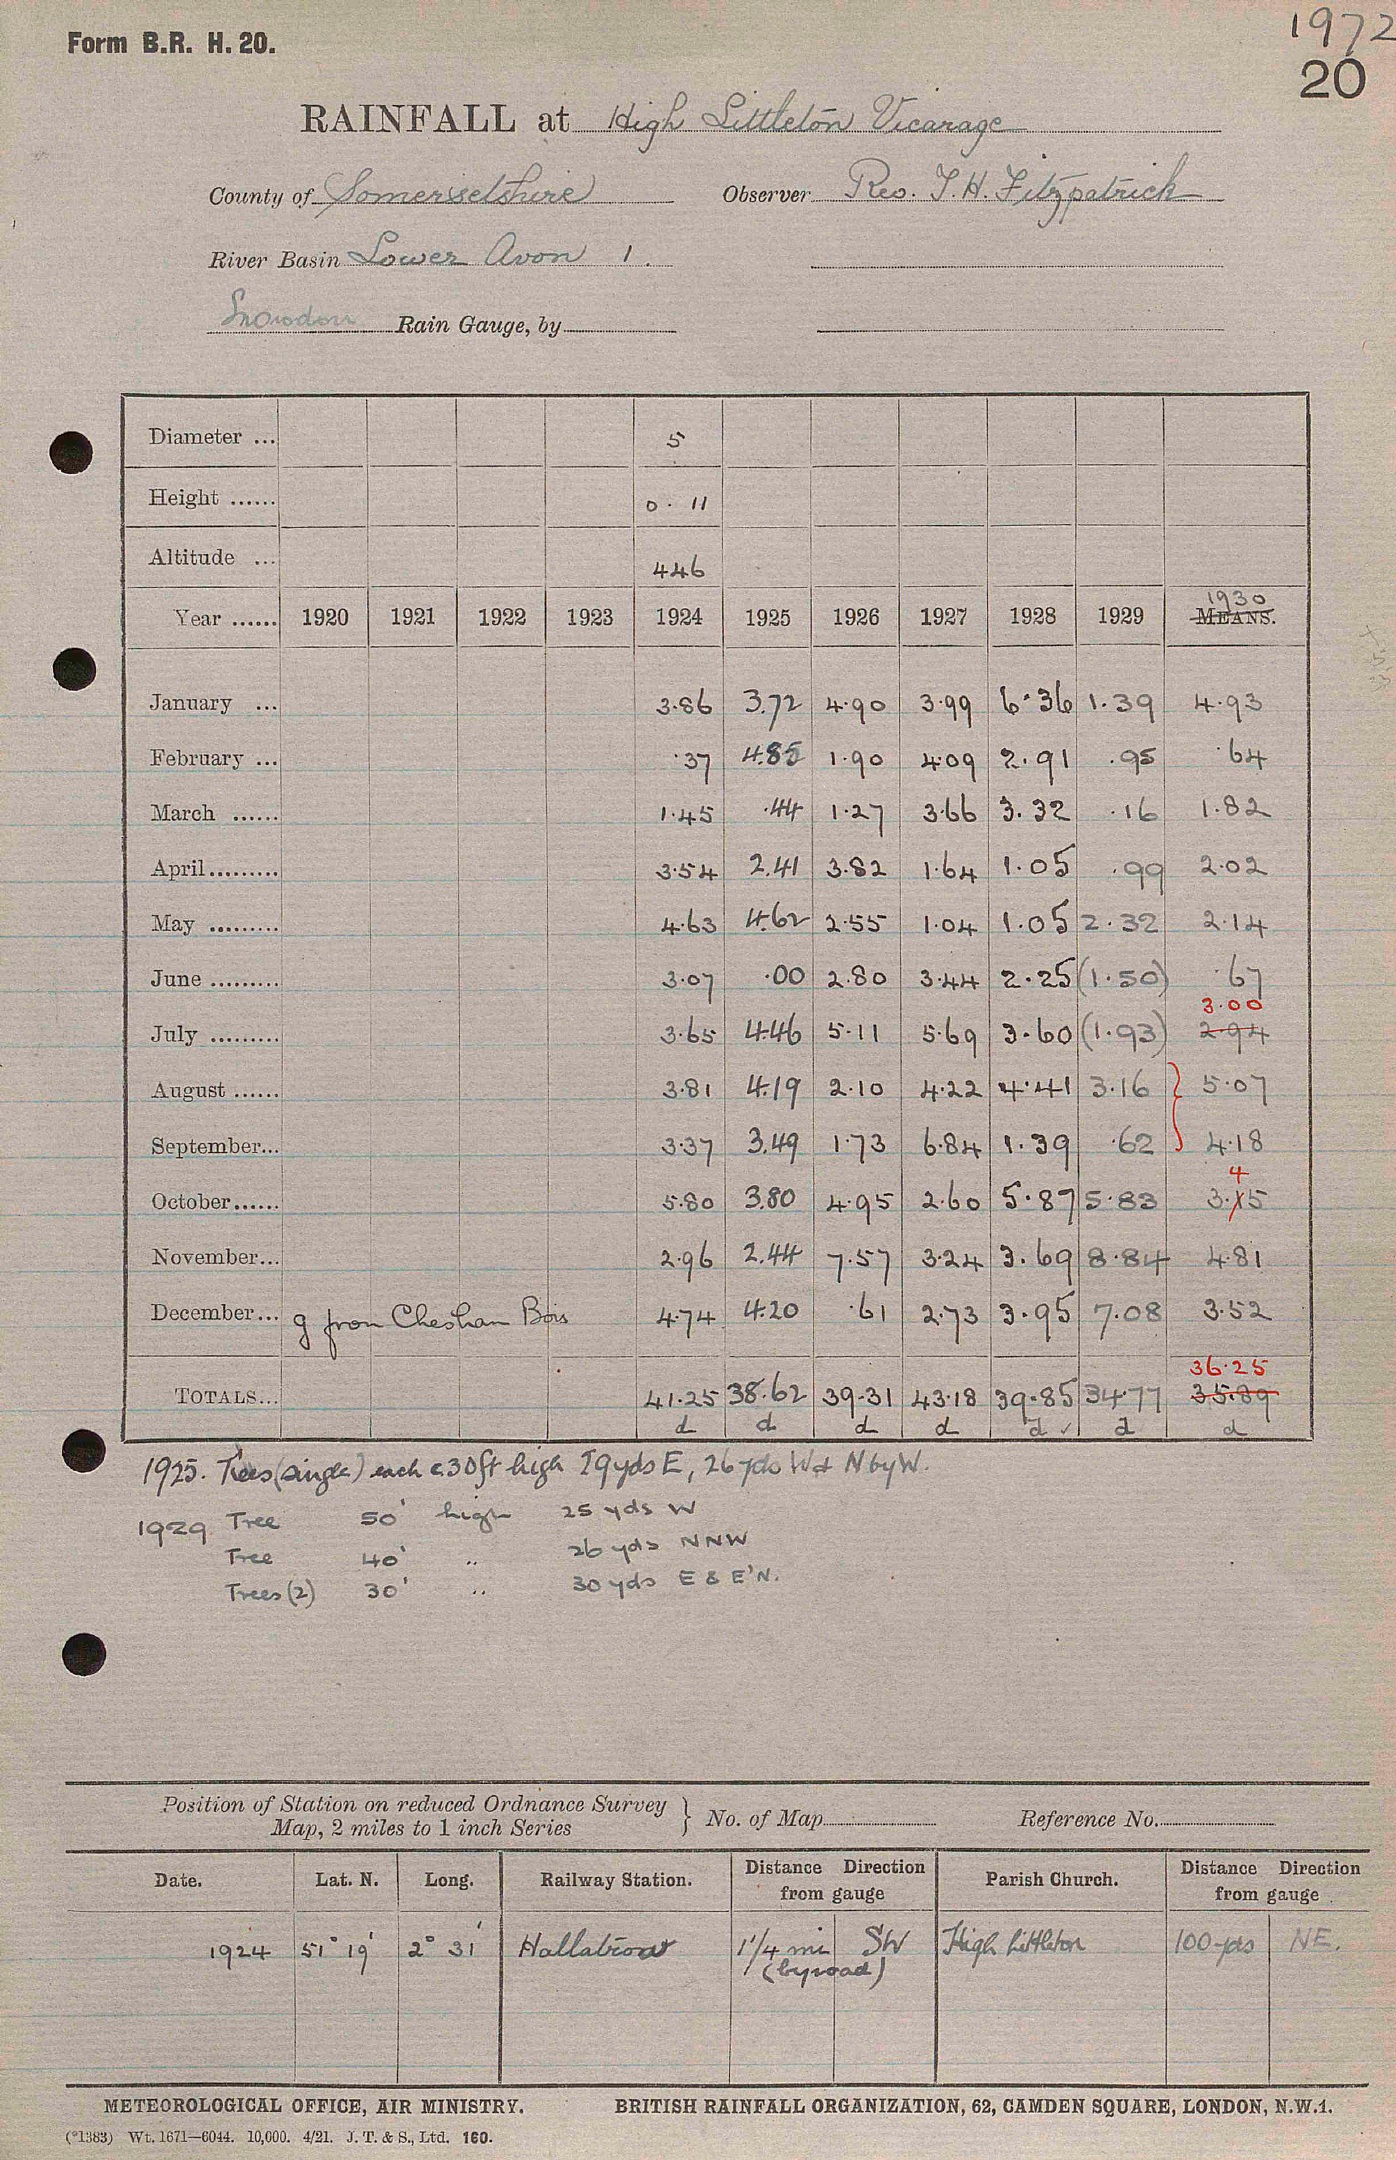 1972
Form B.R. H. 20.
20
RAINFALL at High Littleton Vicarage
County of Somersetshire Observer Rev. T. H. Fitzpatrick
River Basin Lower Avon 1.
Snowdon Rain Gauge, by
Diameter ... 5
Height ...... 0 · 11
Altitude ... 446
1930
Year ...... 1920 1921 1922 1923 1924 1925 1926 1927 1928 1929 MEANS.
January ... 3·86 3.72 4·90 3·99 6·36 1·39 4·93
February ... ·37 4.85 1·90 4·09 2·91 ·95 ·64
March ...... 1·45 ·44 1·27 3·66 3·32 ·16 1·82
April......... 3·54 2.41 3·82 1·64 1·05 ·99 2·02
May ......... 4·63 4.62 2·55 1·04 1·05 2·32 2·14
June ......... 3·07 ·00 2·80 3·44 2·25 (1·50) ·67
3·00
July ......... 3·65 4.46 5·11 5·69 3·60 (1·93) 2·94
August ...... 3·81 4.19 2·10 4·22 4·41 3·16 } 5·07
September... 3·37 3.49 1·73 6·84 1·39 ·62 4·18
4
October...... 5·80 3.80 4·95 2·60 5·87 5·83 3·15
November... 2·96 2.44 7·57 3·24 3·69 8·84 4·81
December... g from Chesham Bois 4·74 4.20 ·61 2·73 3·95 7·08 3·52
36·25
TOTALS... 41·25 38·62 39·31 43·18 39·85 34·77 35·89
d d d d d ✓ d d
1925. Trees (single) each c.30ft high 29yds E, 26 yds W & N by W.
1929 Tree 50' high 25 yds W
Tree 40' " 26 yds NNW
Trees (2) 30' " 30 yds E & E'N.
Position of Station on reduced Ordnance Survey
Map, 2 miles to 1 inch Series } No. of Map Reference No.
Date. Lat. N. Long. Railway Station. Distance Direction from gauge Parish Church. Distance Direction from gauge
1924 51° 19' 2° 31' Hallatrow 1 1/4 mi (by road) SW High Littleton 100 yds NE.
METEOROLOGICAL OFFICE, AIR MINISTRY. BRITISH RAINFALL ORGANIZATION, 62, CAMDEN SQUARE, LONDON, N.W.1.
(*1383) Wt. 1671—6044. 10,000. 4/21. J. T. & S., Ltd. 160.